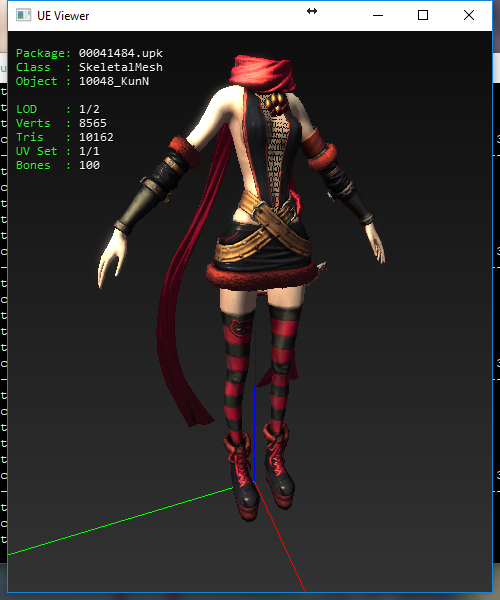 UE Viewer
Package: 00041484.upk
Class : SkeletalMesh
Object : 10048_KunN
LOD : 1/2
Verts : 8565
Tris : 10162
UV Set : 1/1
Bones : 100